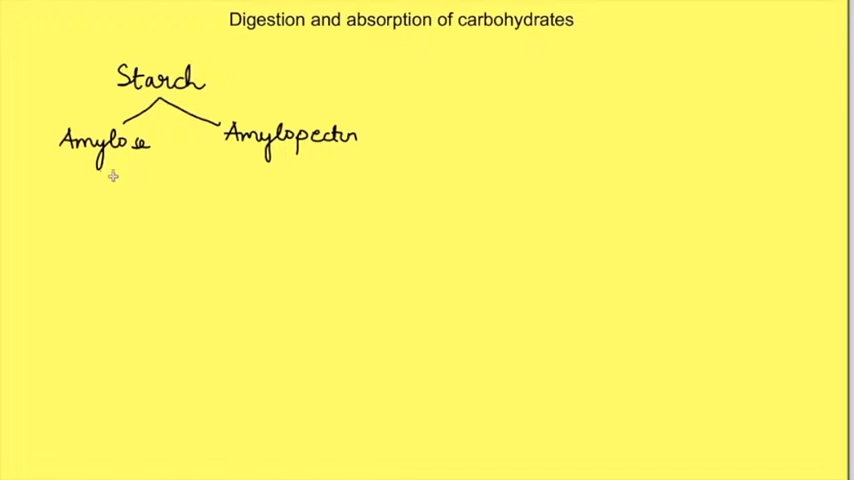 Digestion and absorption of carbohydrates
Starch
Amylose Amylopectin